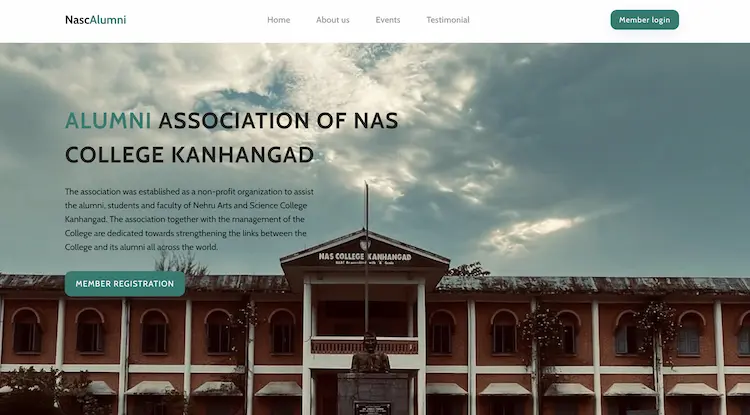 NascAlumni
Home
About us
Events
Testimonial
Member login
ALUMNI ASSOCIATION OF NAS
COLLEGE KANHANGAD
The association was established as a non-profit organization to assist
the alumni, students and faculty of Nehru Arts and Science College
Kanhangad. The association together with the management of the
College are dedicated towards strengthening the links between the
College and its alumni all across the world.
MEMBER REGISTRATION
NAS COLLEGE KANHANGAD